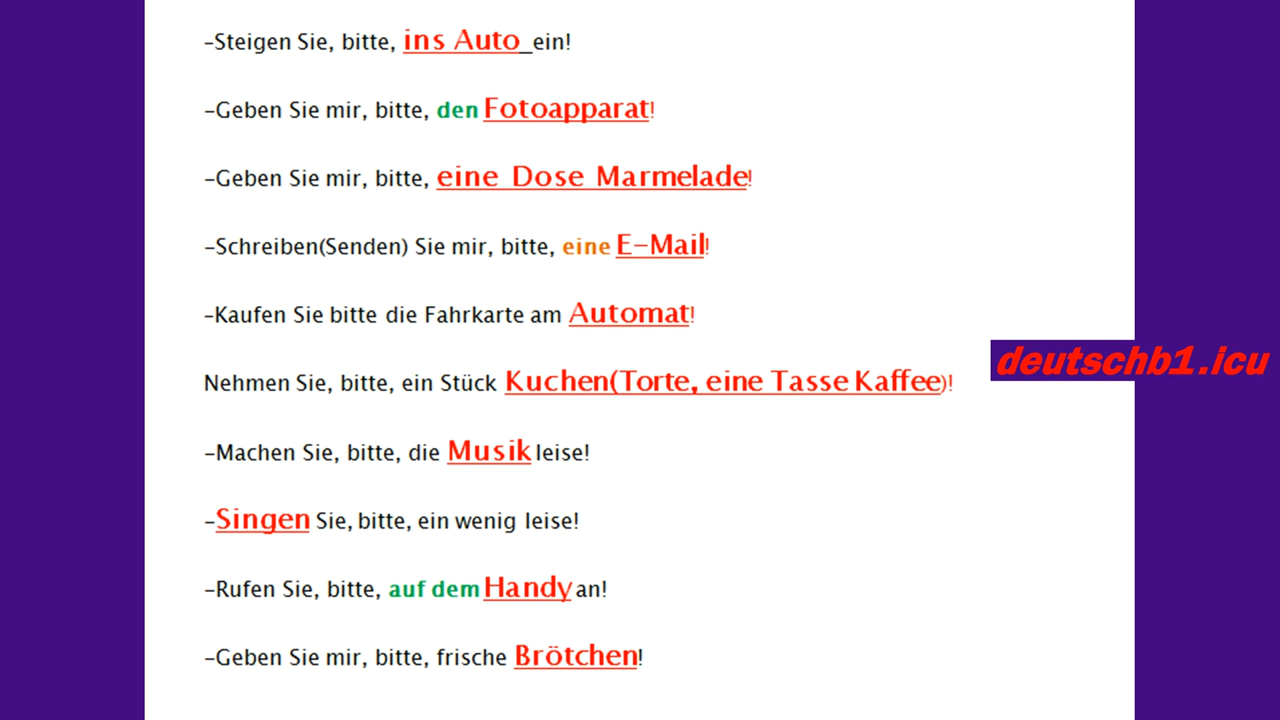 -Steigen Sie, bitte, ins Auto_ein!
-Geben Sie mir, bitte, den Fotoapparat!
-Geben Sie mir, bitte, eine Dose Marmelade!
-Schreiben(Senden) Sie mir, bitte, eine E-Mail!
-Kaufen Sie bitte die Fahrkarte am Automat!
deutschb1.icu
Nehmen Sie, bitte, ein Stück Kuchen(Torte, eine Tasse Kaffee)!
-Machen Sie, bitte, die Musik leise!
-Singen Sie, bitte, ein wenig leise!
-Rufen Sie, bitte, auf dem Handy an!
-Geben Sie mir, bitte, frische Brötchen!